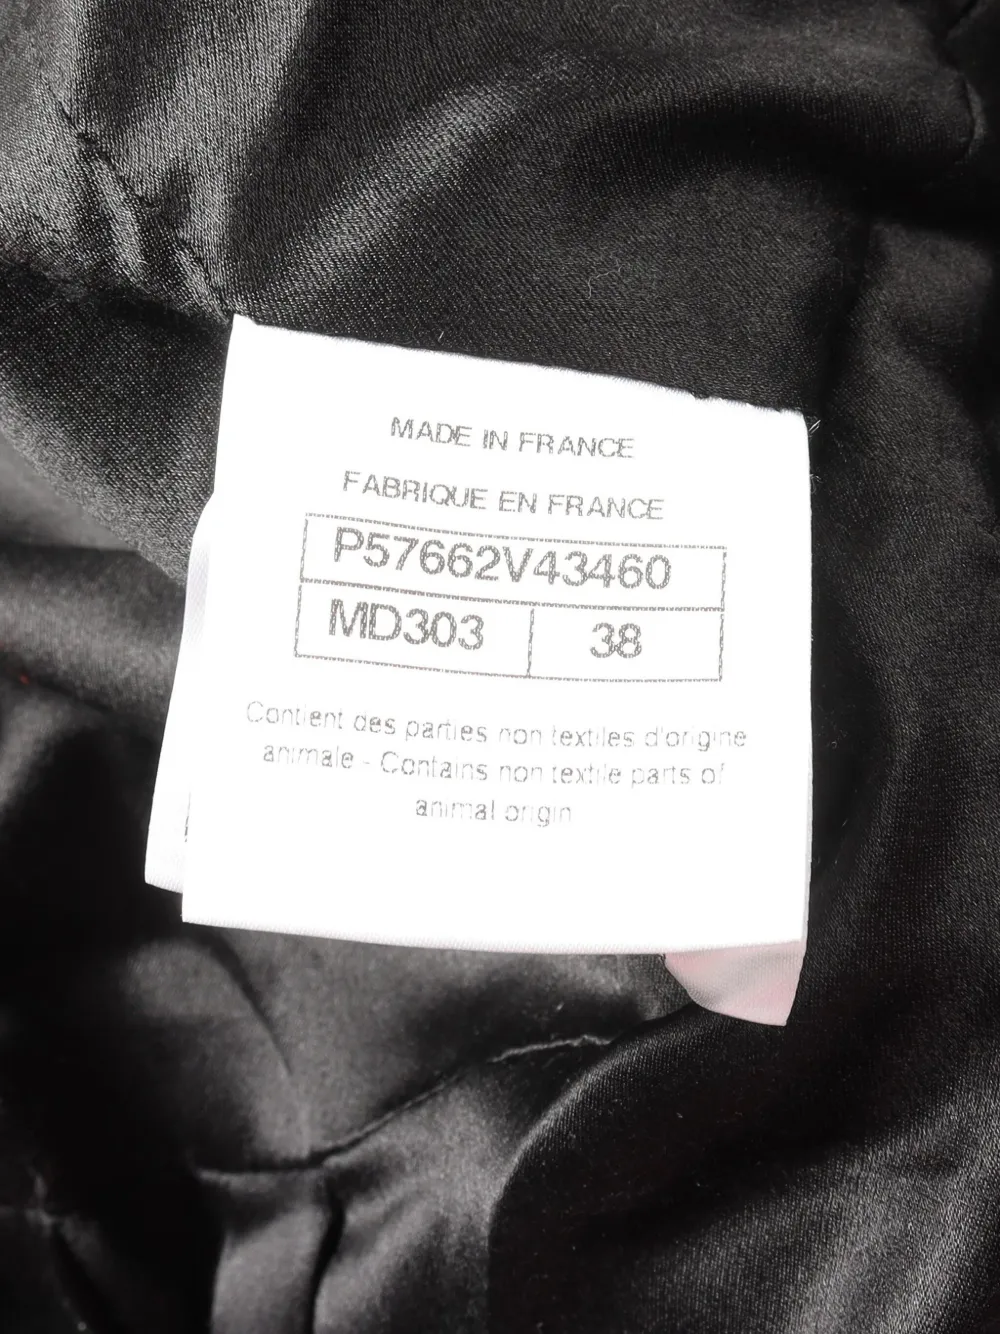 MADE IN FRANCE
FABRIQUE EN FRANCE
P57662V43460
MD303 38
Contient des parties non textiles d'origine
animale - Contains non textile parts of
animal origin